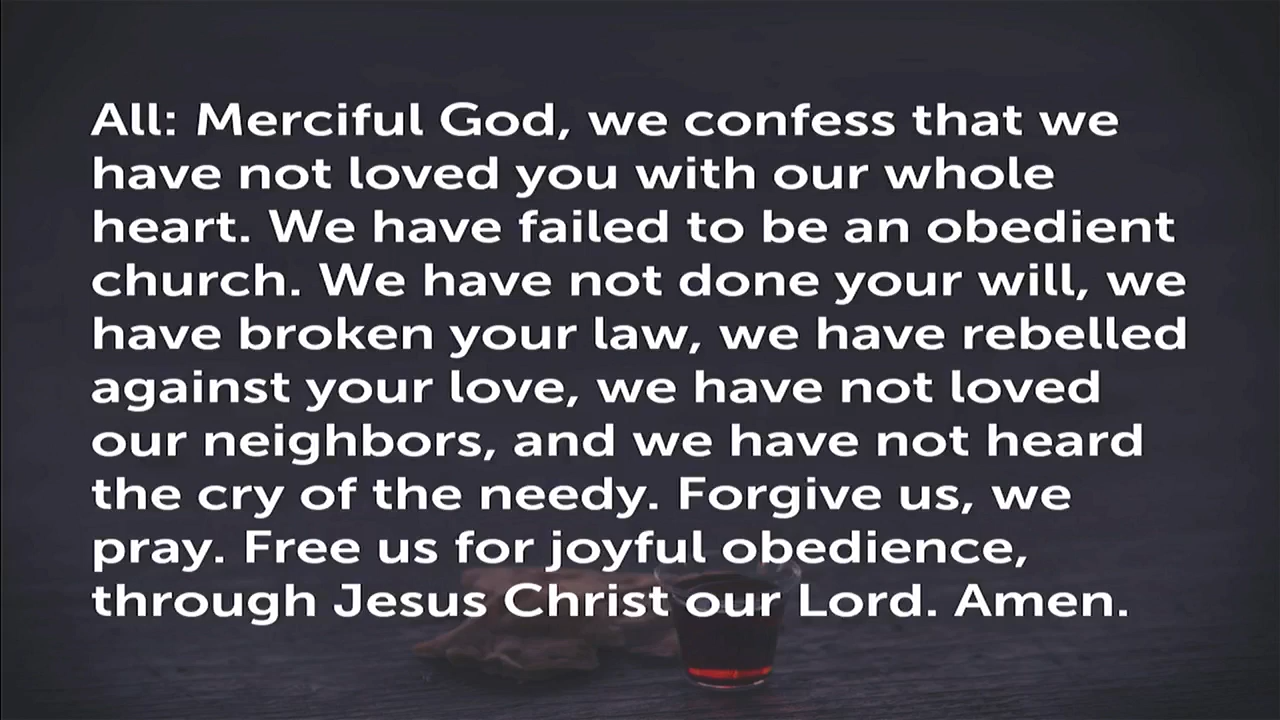 All: Merciful God, we confess that we
have not loved you with our whole
heart. We have failed to be an obedient
church. We have not done your will, we
have broken your law, we have rebelled
against your love, we have not loved
our neighbors, and we have not heard
the cry of the needy. Forgive us, we
pray. Free us for joyful obedience,
through Jesus Christ our Lord. Amen.